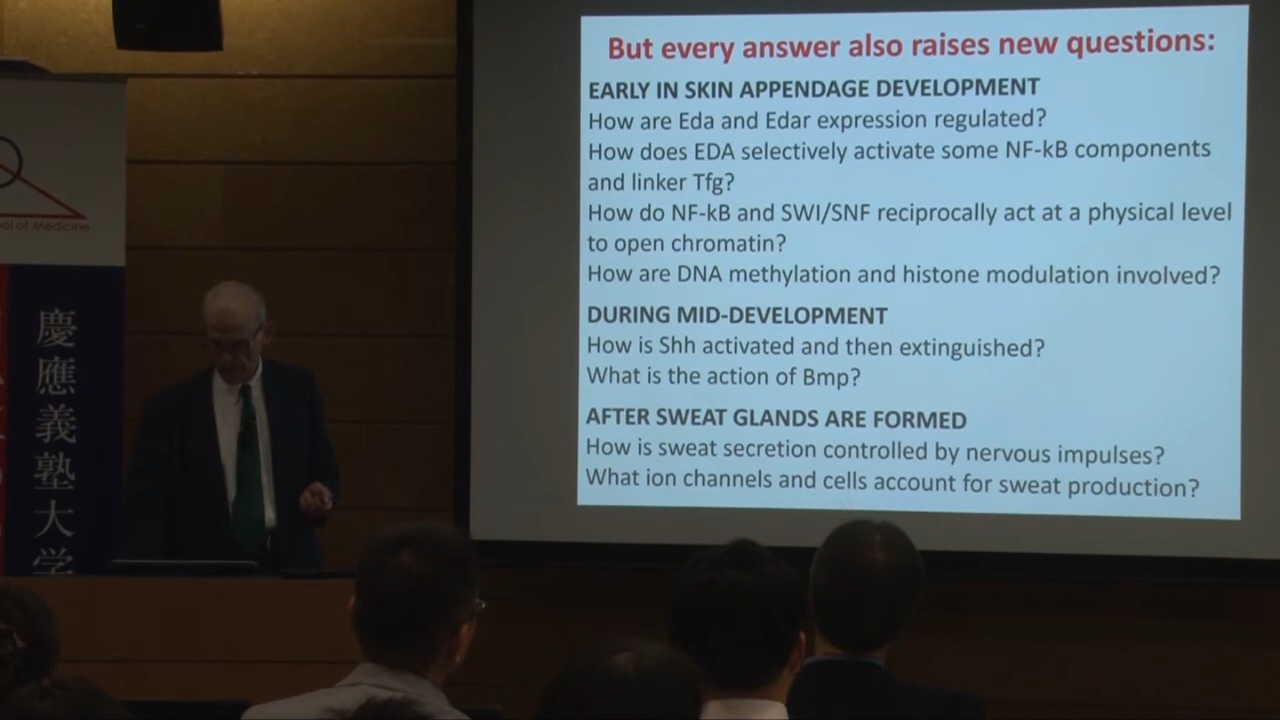 But every answer also raises new questions:
EARLY IN SKIN APPENDAGE DEVELOPMENT
How are Eda and Edar expression regulated?
How does EDA selectively activate some NF-kB components
and linker Tfg?
How do NF-kB and SWI/SNF reciprocally act at a physical level
to open chromatin?
How are DNA methylation and histone modulation involved?
DURING MID-DEVELOPMENT
How is Shh activated and then extinguished?
What is the action of Bmp?
AFTER SWEAT GLANDS ARE FORMED
How is sweat secretion controlled by nervous impulses?
What ion channels and cells account for sweat production?
of Medicine
慶應義塾大学